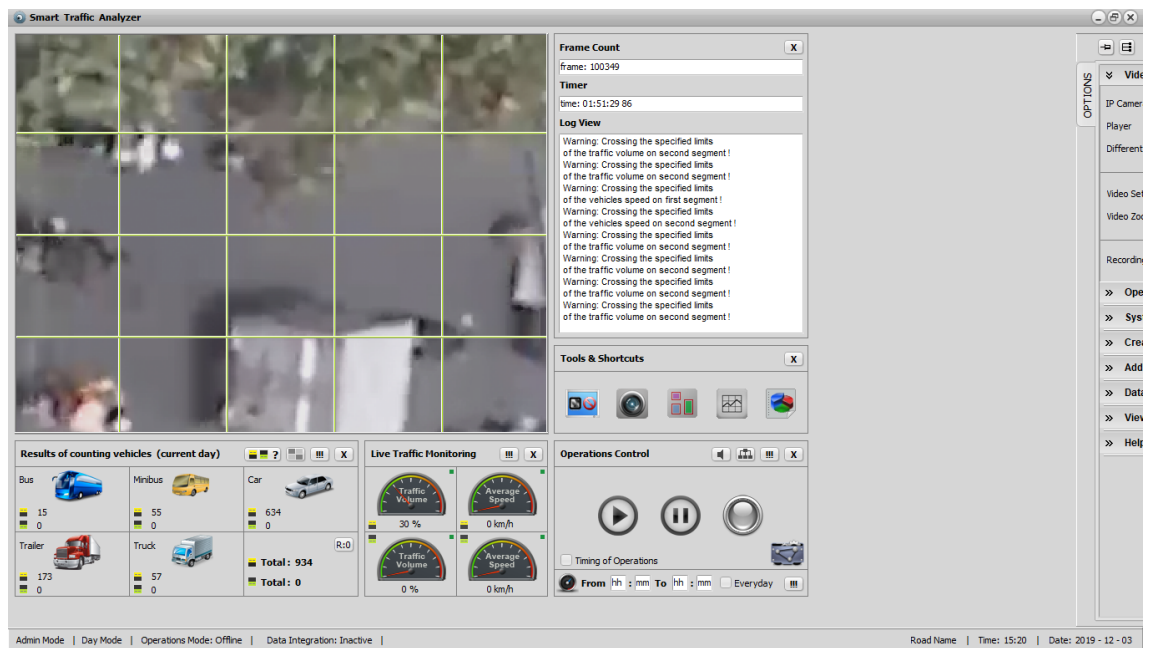 Smart Traffic Analyzer
Frame Count
X
frame: 100349
Timer
time: 01:51:29 86
Log View
Warning: Crossing the specified limits
of the traffic volume on second segment !
Warning: Crossing the specified limits
of the traffic volume on second segment !
Warning: Crossing the specified limits
of the vehicles speed on first segment !
Warning: Crossing the specified limits
of the vehicles speed on second segment !
Warning: Crossing the specified limits
of the traffic volume on second segment !
Warning: Crossing the specified limits
of the traffic volume on second segment !
Warning: Crossing the specified limits
of the traffic volume on second segment !
Warning: Crossing the specified limits
of the traffic volume on second segment !
Tools & Shortcuts
X
OPTIONS
Vide
IP Camer
Player
Different
Video Set
Video Zoo
Recording
Ope
Sys
Crea
Add
Data
View
Help
Results of counting vehicles (current day)
? !!! X
Bus
15
0
Minibus
55
0
Car
634
0
Trailer
173
0
Truck
57
0
R:0
Total : 934
Total : 0
Live Traffic Monitoring
!!! X
Traffic Volume
30 %
Average Speed
0 km/h
Traffic Volume
0 %
Average Speed
0 km/h
Operations Control
!!! X
Timing of Operations
From hh : mm To hh : mm Everyday !!!
Admin Mode | Day Mode | Operations Mode: Offline | Data Integration: Inactive |
Road Name | Time: 15:20 | Date: 2019 - 12 - 03